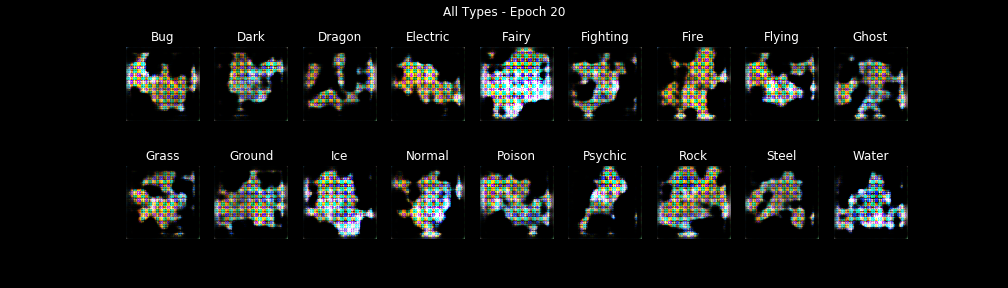 All Types - Epoch 20
Bug Dark Dragon Electric Fairy Fighting Fire Flying Ghost
Grass Ground Ice Normal Poison Psychic Rock Steel Water